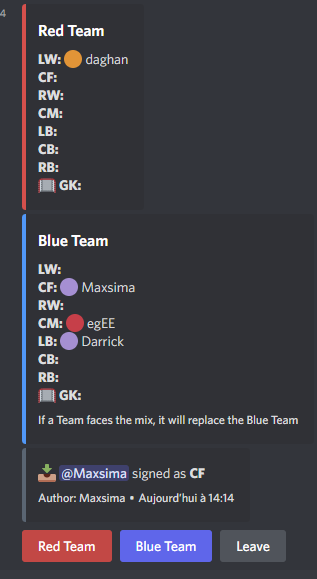 4
Red Team
LW: daghan
CF:
RW:
CM:
LB:
CB:
RB:
GK:
Blue Team
LW:
CF: Maxsima
RW:
CM: egEE
LB: Darrick
CB:
RB:
GK:
If a Team faces the mix, it will replace the Blue Team
@Maxsima signed as CF
Author: Maxsima • Aujourd'hui à 14:14
Red Team Blue Team Leave